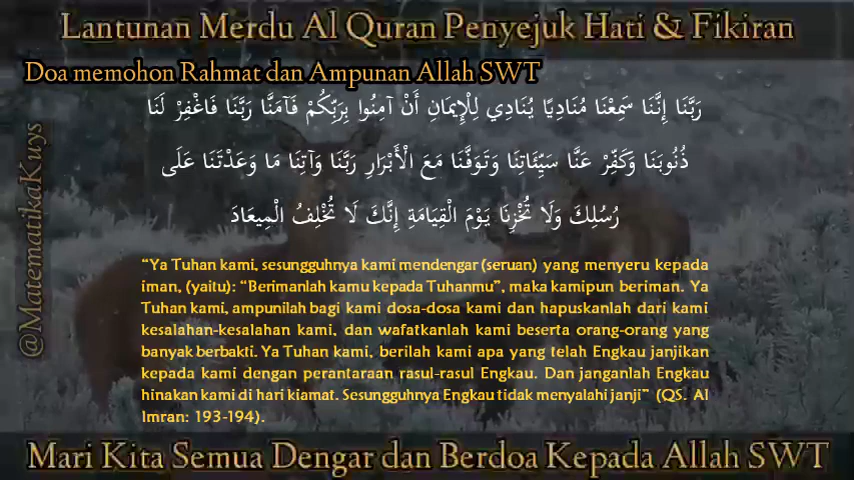 Lantunan Merdu Al Quran Penyejuk Hati & Fikiran
Doa memohon Rahmat dan Ampunan Allah SWT
رَبَّنَا إِنَّنَا سَمِعْنَا مُنَادِيًا يُنَادِي لِلْإِيمَانِ أَنْ آمِنُوا بِرَبِّكُمْ فَآمَنَّا رَبَّنَا فَاغْفِرْ لَنَا
ذُنُوبَنَا وَكَفِّرْ عَنَّا سَيِّئَاتِنَا وَتَوَفَّنَا مَعَ الْأَبْرَارِ رَبَّنَا وَآتِنَا مَا وَعَدْتَنَا عَلَى
رُسُلِكَ وَلَا تُخْزِنَا يَوْمَ الْقِيَامَةِ إِنَّكَ لَا تُخْلِفُ الْمِيعَادَ
“Ya Tuhan kami, sesungguhnya kami mendengar (seruan) yang menyeru kepada
iman, (yaitu): “Berimanlah kamu kepada Tuhanmu”, maka kamipun beriman. Ya
Tuhan kami, ampunilah bagi kami dosa-dosa kami dan hapuskanlah dari kami
kesalahan-kesalahan kami, dan wafatkanlah kami beserta orang-orang yang
banyak berbakti. Ya Tuhan kami, berilah kami apa yang telah Engkau janjikan
kepada kami dengan perantaraan rasul-rasul Engkau. Dan janganlah Engkau
hinakan kami di hari kiamat. Sesungguhnya Engkau tidak menyalahi janji” (QS. Al
Imran: 193-194).
@MatematikaKuys
Mari Kita Semua Dengar dan Berdoa Kepada Allah SWT